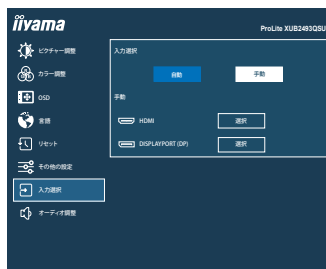 iiyama
ProLite XUB2493QSU
ピクチャー調整
カラー調整
OSD
言語
リセット
その他の設定
入力選択
オーディオ調整
入力選択
自動 手動
手動
HDMI 選択
DISPLAYPORT (DP) 選択